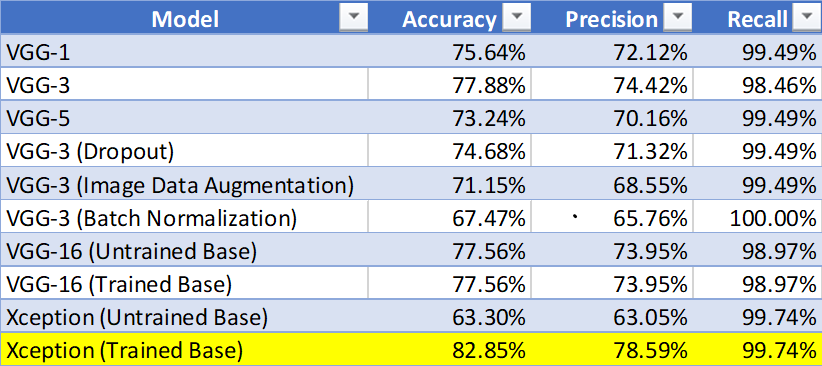 Model Accuracy Precision Recall
VGG-1 75.64% 72.12% 99.49%
VGG-3 77.88% 74.42% 98.46%
VGG-5 73.24% 70.16% 99.49%
VGG-3 (Dropout) 74.68% 71.32% 99.49%
VGG-3 (Image Data Augmentation) 71.15% 68.55% 99.49%
VGG-3 (Batch Normalization) 67.47% 65.76% 100.00%
VGG-16 (Untrained Base) 77.56% 73.95% 98.97%
VGG-16 (Trained Base) 77.56% 73.95% 98.97%
Xception (Untrained Base) 63.30% 63.05% 99.74%
Xception (Trained Base) 82.85% 78.59% 99.74%